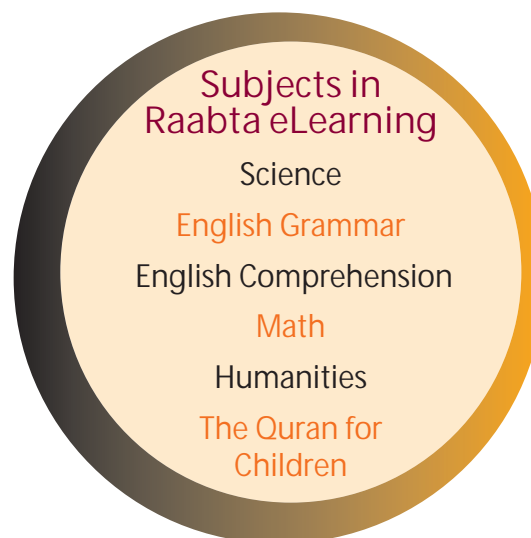 Subjects in
Raabta eLearning
Science
English Grammar
English Comprehension
Math
Humanities
The Quran for
Children